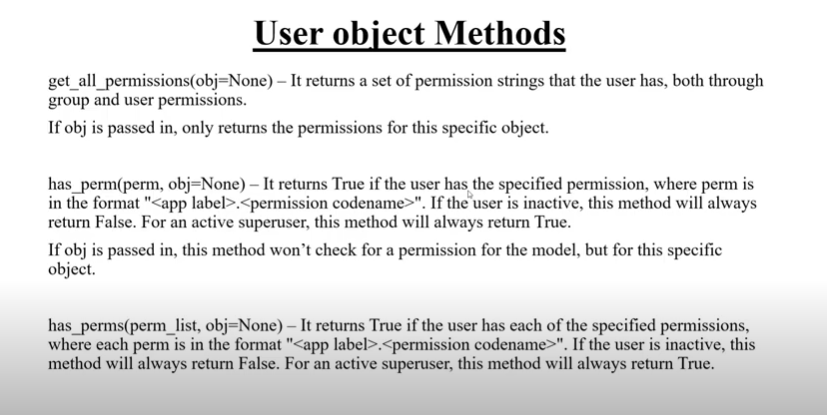 User object Methods
get_all_permissions(obj=None) – It returns a set of permission strings that the user has, both through
group and user permissions.
If obj is passed in, only returns the permissions for this specific object.
has_perm(perm, obj=None) – It returns True if the user has the specified permission, where perm is
in the format "<app label>.<permission codename>". If the user is inactive, this method will always
return False. For an active superuser, this method will always return True.
If obj is passed in, this method won’t check for a permission for the model, but for this specific
object.
has_perms(perm_list, obj=None) – It returns True if the user has each of the specified permissions,
where each perm is in the format "<app label>.<permission codename>". If the user is inactive, this
method will always return False. For an active superuser, this method will always return True.